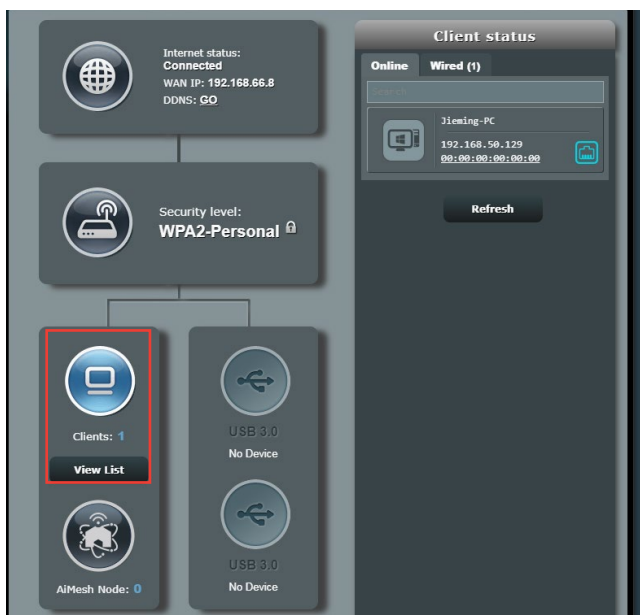 Internet status:
Connected
WAN IP: 192.168.66.8
DDNS: GO
Security level:
WPA2-Personal
Clients: 1
View List
AiMesh Node: 0
USB 3.0
No Device
USB 3.0
No Device
Client status
Online Wired (1)
Search
Jieming-PC
192.168.50.129
00:00:00:00:00:00
Refresh